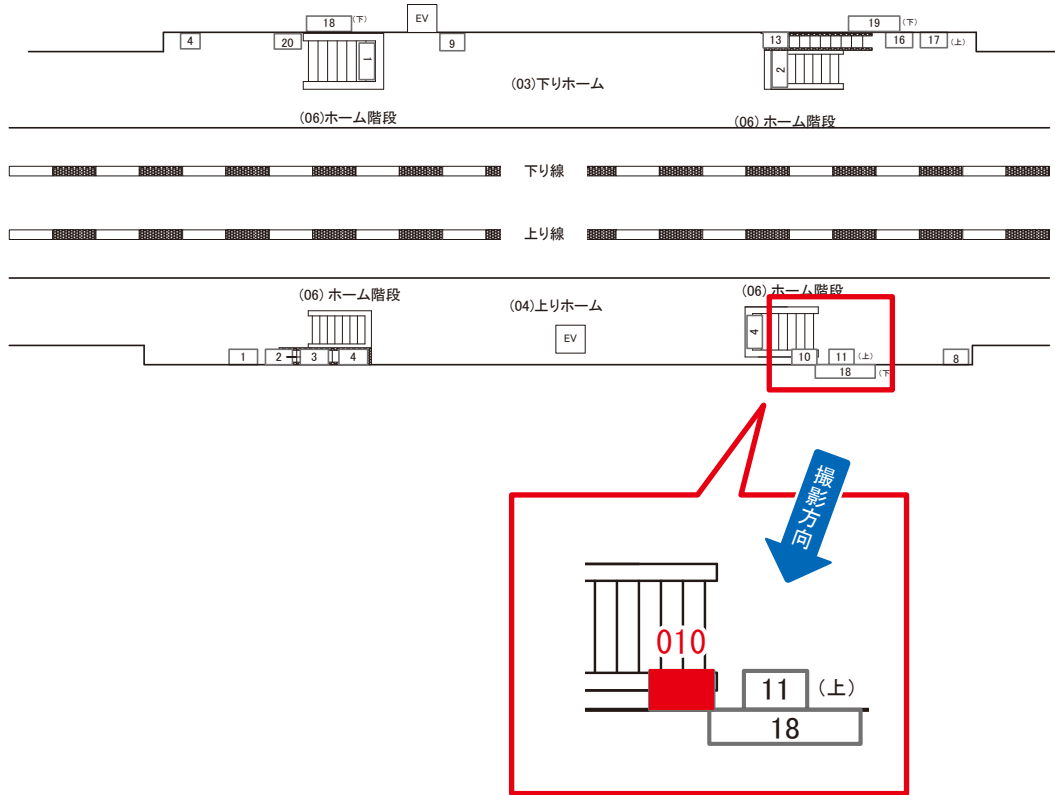 18 (下)
EV
19 (下)
4
20
9
13
16
17 (上)
1
2
(03)下りホーム
(06)ホーム階段
(06) ホーム階段
下り線
上り線
(06) ホーム階段
(04)上りホーム
(06) ホーム階段
EV
4
1
2
3
4
10
11 (上)
8
18 (下
撮影方向
010
11 (上)
18